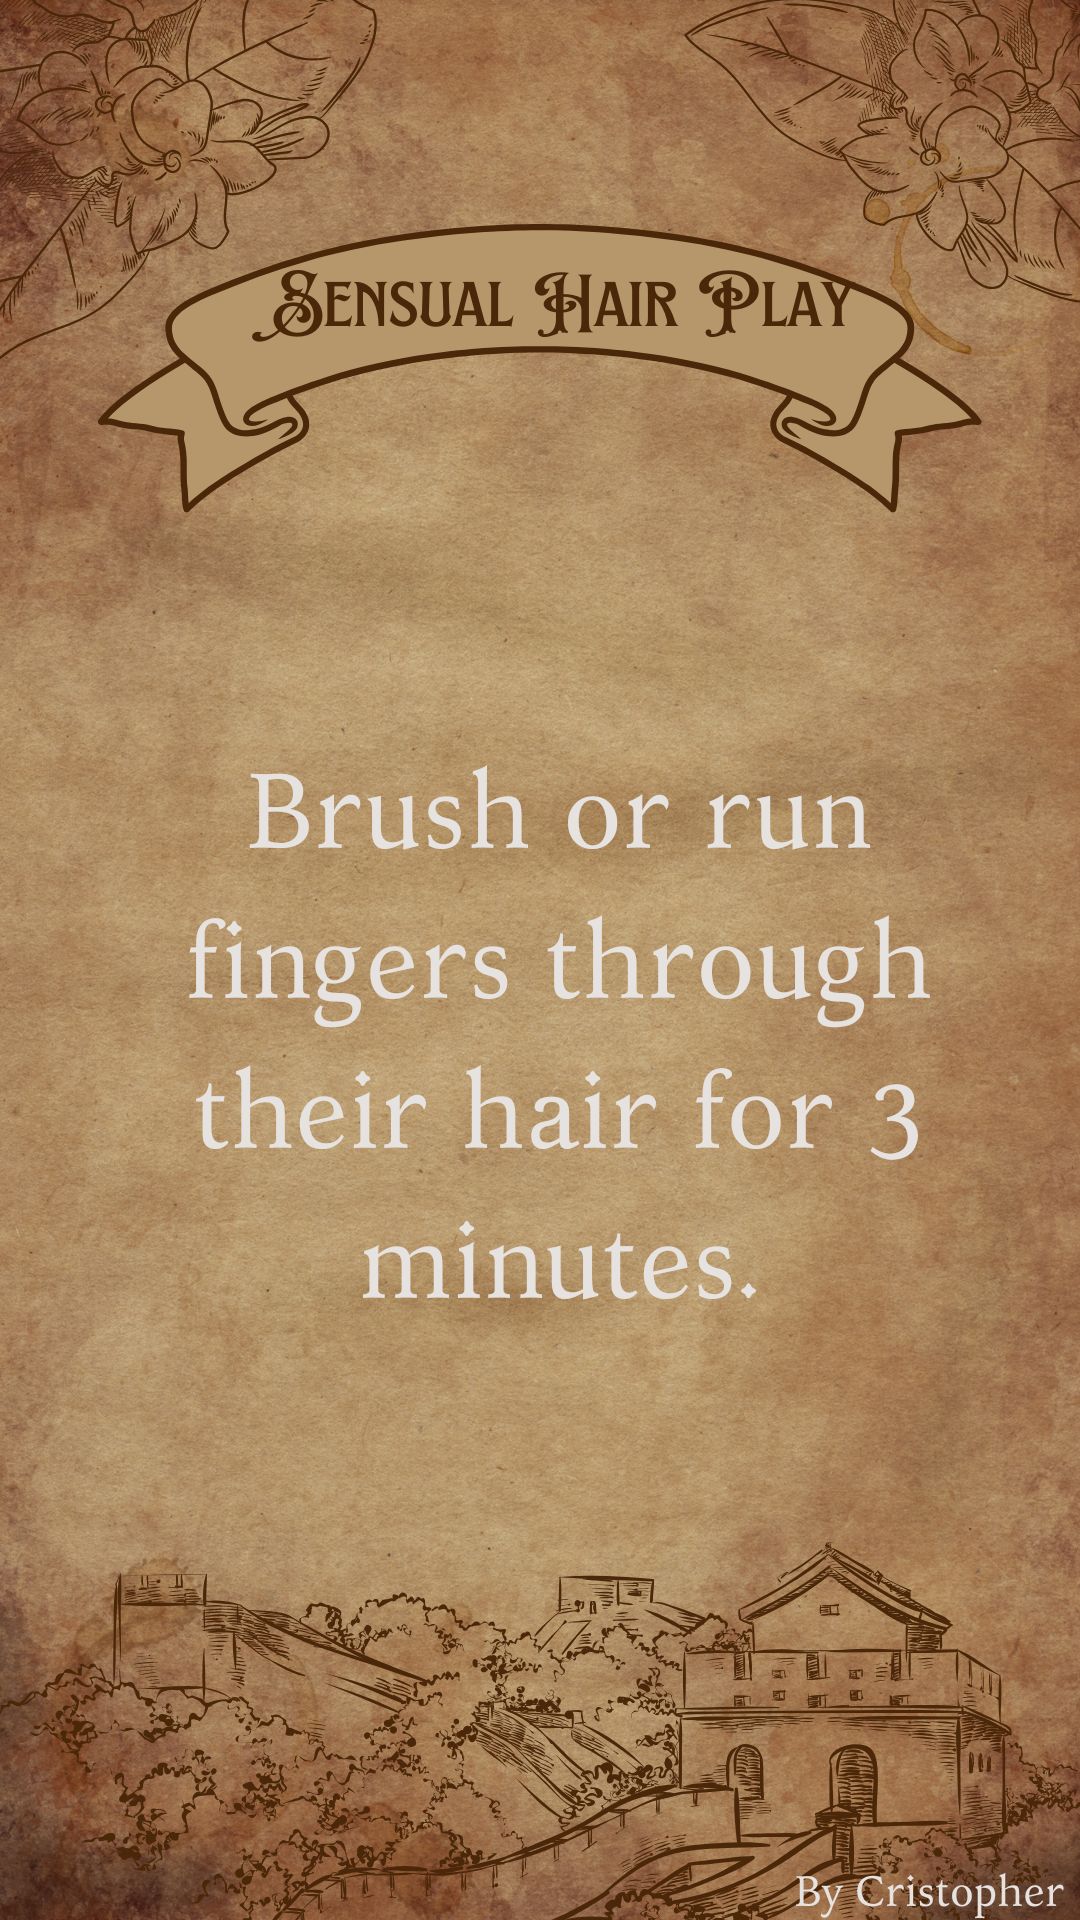 Sensual Hair Play
Brush or run
fingers through
their hair for 3
minutes.
By Cristopher